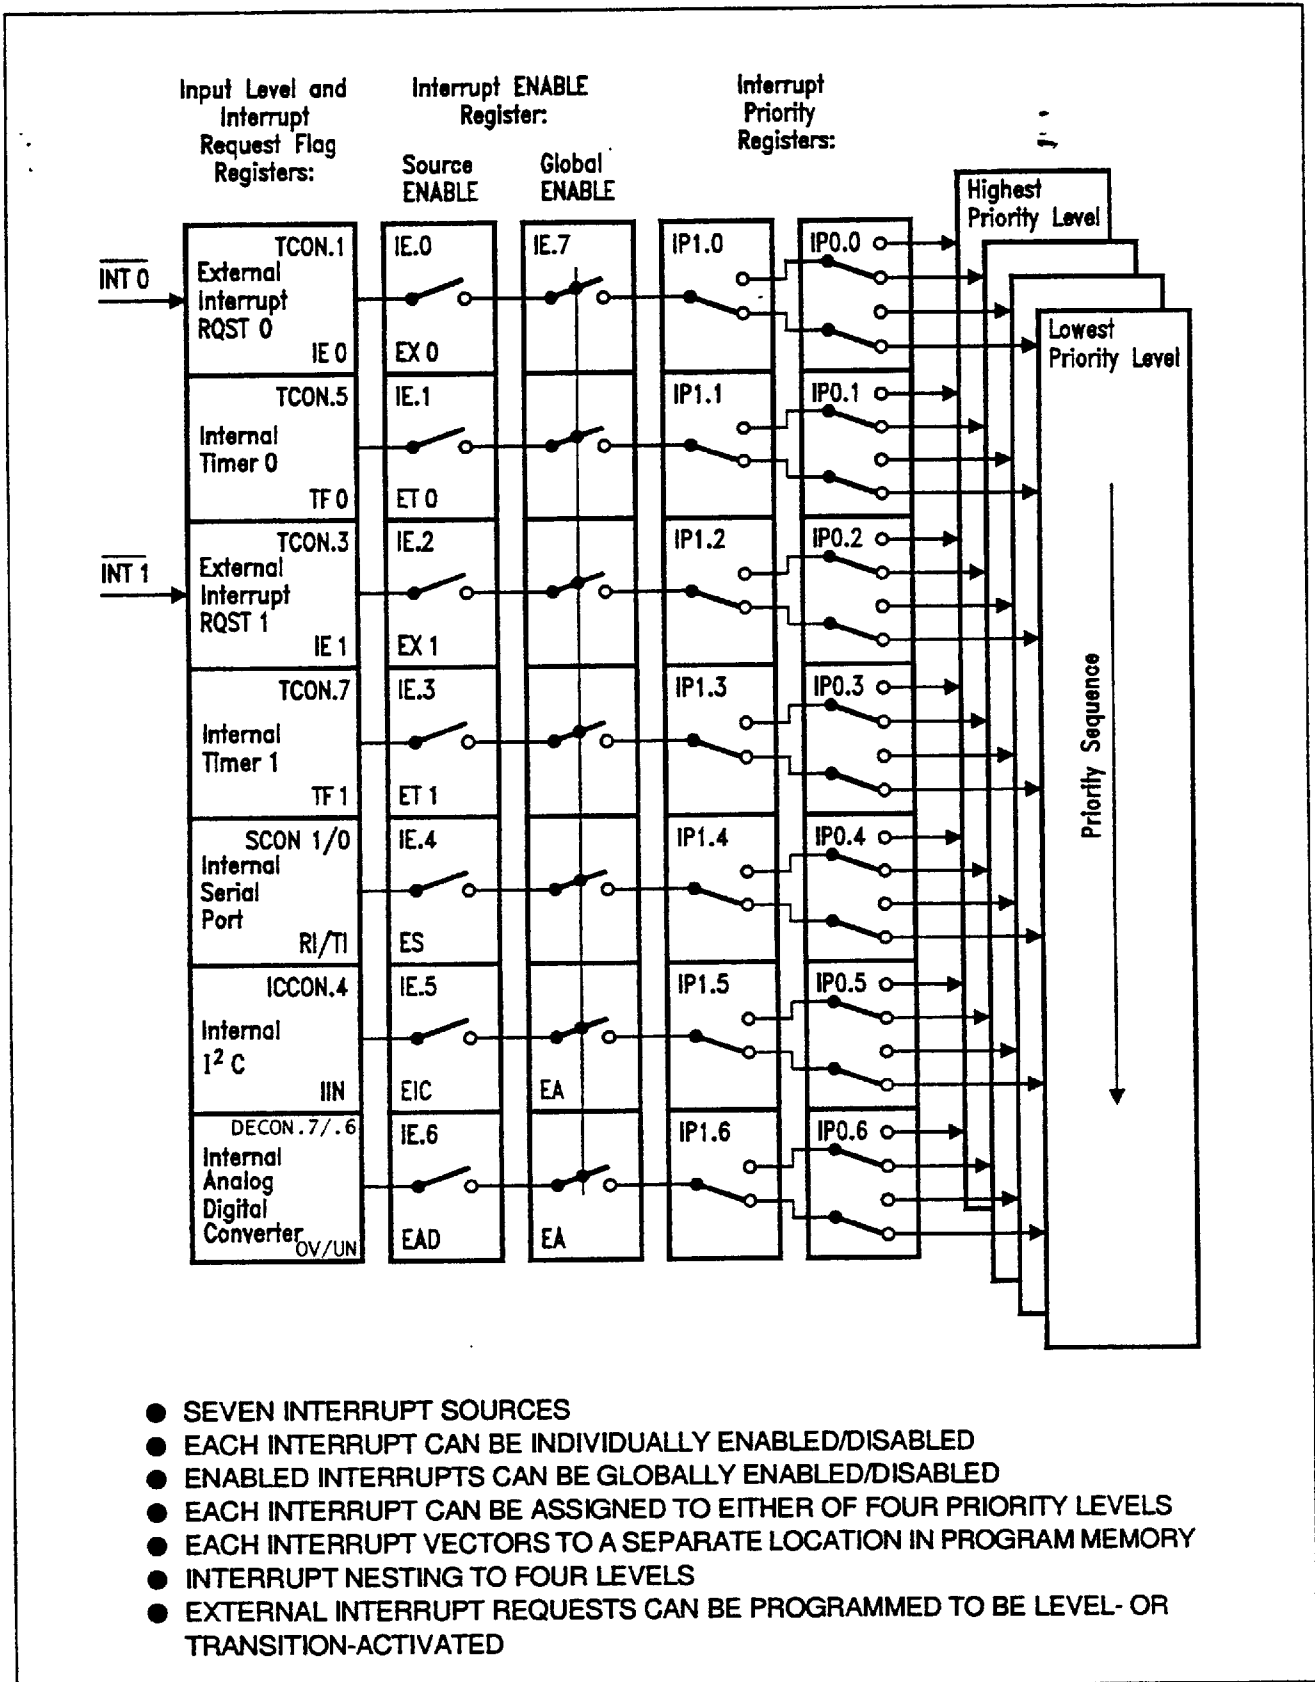 Input Level and
Interrupt
Request Flag
Registers:
Interrupt ENABLE
Register:
Source
ENABLE
Global
ENABLE
Interrupt
Priority
Registers:
Highest
Priority Level
Lowest
Priority Level
Priority Sequence
INT 0
TCON.1
External
Interrupt
RQST 0
IE 0
IE.0
EX 0
IE.7
IP1.0
IP0.0
TCON.5
Internal
Timer 0
TF 0
IE.1
ET 0
IP1.1
IP0.1
INT 1
TCON.3
External
Interrupt
RQST 1
IE 1
IE.2
EX 1
IP1.2
IP0.2
TCON.7
Internal
Timer 1
TF 1
IE.3
ET 1
IP1.3
IP0.3
SCON 1/0
Internal
Serial
Port
RI/TI
IE.4
ES
IP1.4
IP0.4
ICCON.4
Internal
I² C
IIN
IE.5
EIC
EA
IP1.5
IP0.5
DECON.7/.6
Internal
Analog
Digital
Converter
OV/UN
IE.6
EAD
EA
IP1.6
IP0.6
● SEVEN INTERRUPT SOURCES
● EACH INTERRUPT CAN BE INDIVIDUALLY ENABLED/DISABLED
● ENABLED INTERRUPTS CAN BE GLOBALLY ENABLED/DISABLED
● EACH INTERRUPT CAN BE ASSIGNED TO EITHER OF FOUR PRIORITY LEVELS
● EACH INTERRUPT VECTORS TO A SEPARATE LOCATION IN PROGRAM MEMORY
● INTERRUPT NESTING TO FOUR LEVELS
● EXTERNAL INTERRUPT REQUESTS CAN BE PROGRAMMED TO BE LEVEL- OR
TRANSITION-ACTIVATED